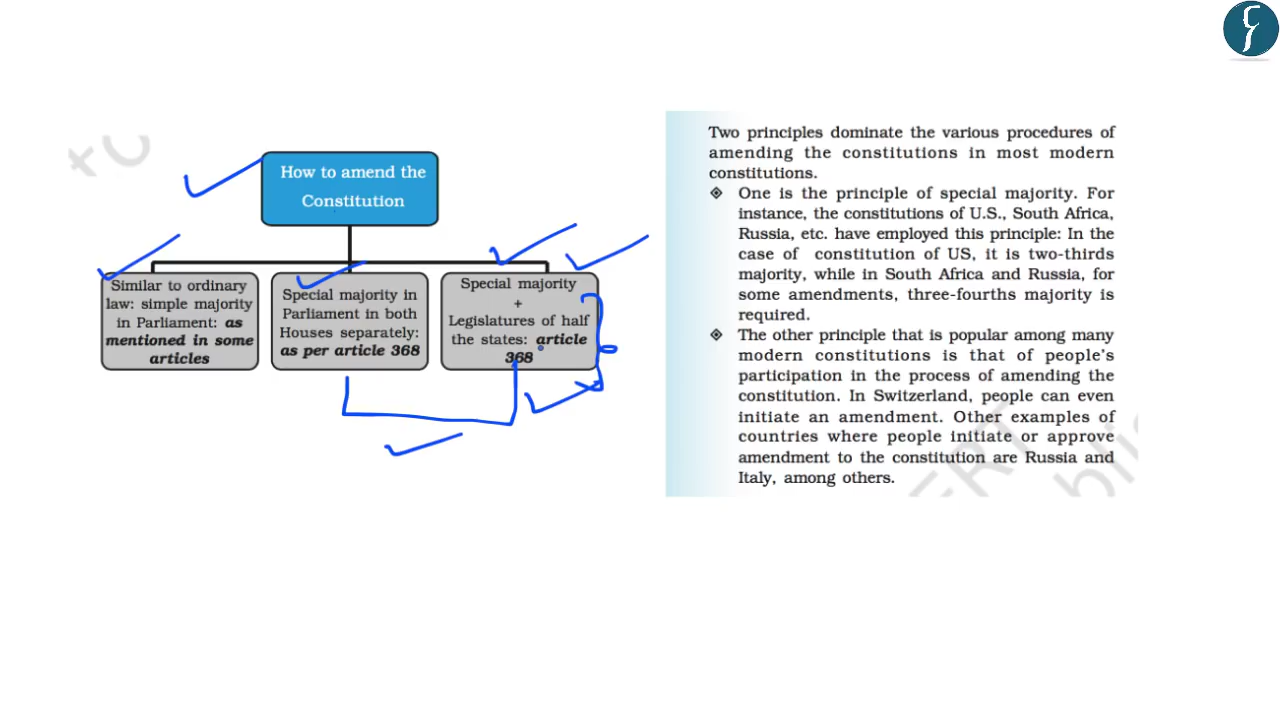 How to amend the
Constitution
Similar to ordinary
law: simple majority
in Parliament: as
mentioned in some
articles
Special majority in
Parliament in both
Houses separately:
as per article 368
Special majority
+
Legislatures of half
the states: article
368
Two principles dominate the various procedures of
amending the constitutions in most modern
constitutions.
One is the principle of special majority. For
instance, the constitutions of U.S., South Africa,
Russia, etc. have employed this principle: In the
case of constitution of US, it is two-thirds
majority, while in South Africa and Russia, for
some amendments, three-fourths majority is
required.
The other principle that is popular among many
modern constitutions is that of people's
participation in the process of amending the
constitution. In Switzerland, people can even
initiate an amendment. Other examples of
countries where people initiate or approve
amendment to the constitution are Russia and
Italy, among others.